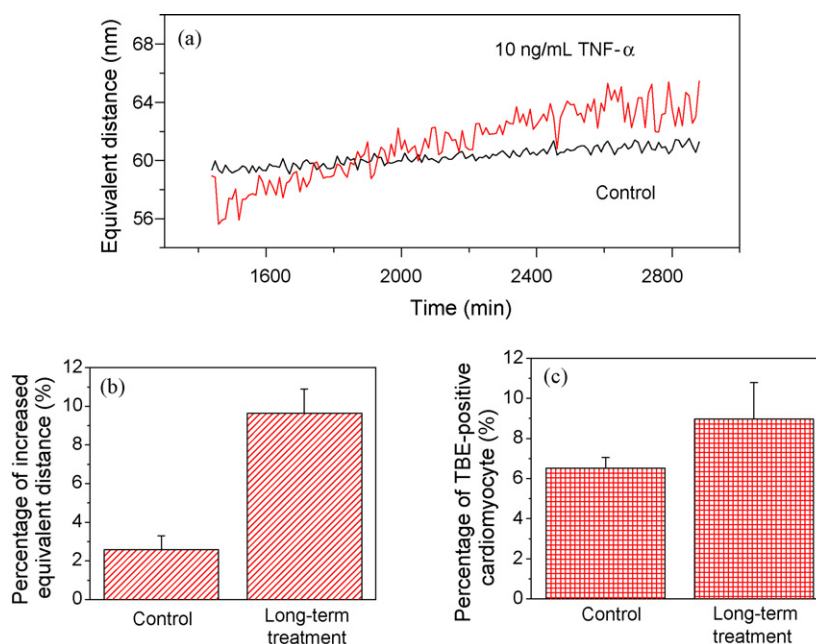 (a)
10 ng/mL TNF-α
Control
Equivalent distance (nm)
68
64
60
56
1600
2000
2400
2800
Time (min)
(b)
Percentage of increased
equivalent distance (%)
12
10
8
6
4
2
0
Control
Long-term
treatment
(c)
Percentage of TBE-positive
cardiomyocyte (%)
12
10
8
6
4
2
0
Control
Long-term
treatment